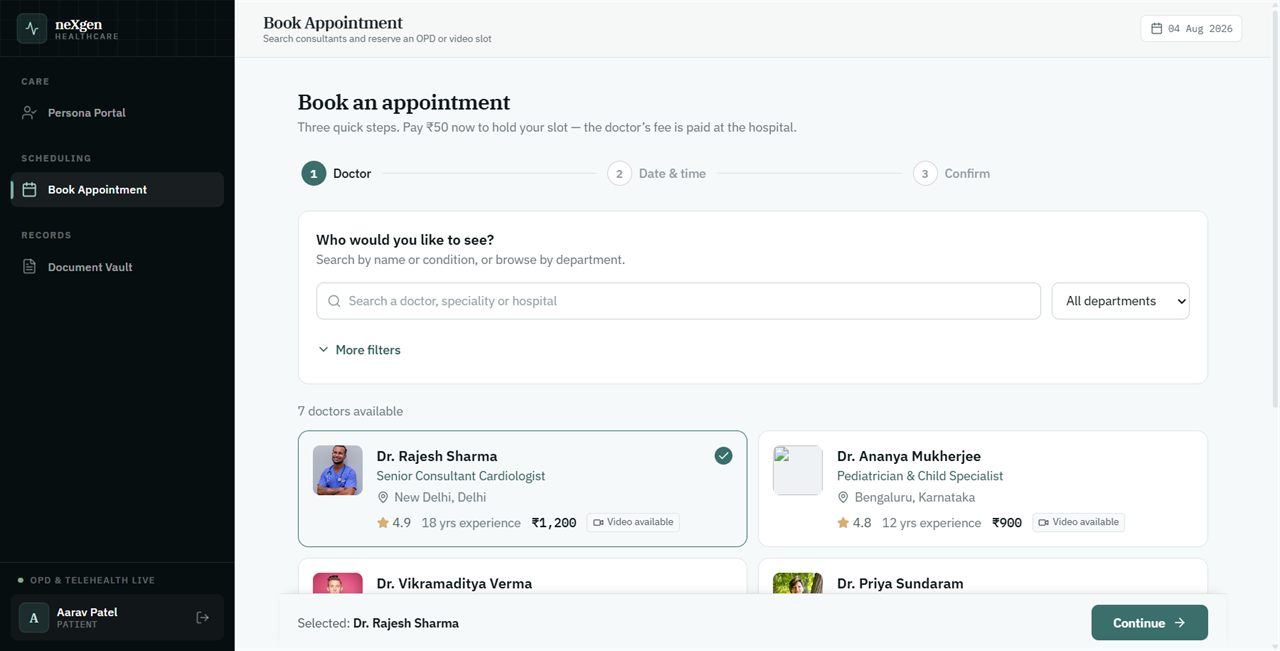 neXgen
HEALTHCARE
CARE
Persona Portal
SCHEDULING
Book Appointment
RECORDS
Document Vault
OPD & TELEHEALTH LIVE
A
Aarav Patel
PATIENT
Book Appointment
Search consultants and reserve an OPD or video slot
04 Aug 2026
Book an appointment
Three quick steps. Pay ₹50 now to hold your slot — the doctor’s fee is paid at the hospital.
1 Doctor
2 Date & time
3 Confirm
Who would you like to see?
Search by name or condition, or browse by department.
Search a doctor, speciality or hospital
All departments
More filters
7 doctors available
Dr. Rajesh Sharma
Senior Consultant Cardiologist
New Delhi, Delhi
4.9 18 yrs experience ₹1,200 Video available
Dr. Ananya Mukherjee
Pediatrician & Child Specialist
Bengaluru, Karnataka
4.8 12 yrs experience ₹900 Video available
Dr. Vikramaditya Verma
Dr. Priya Sundaram
Selected: Dr. Rajesh Sharma
Continue